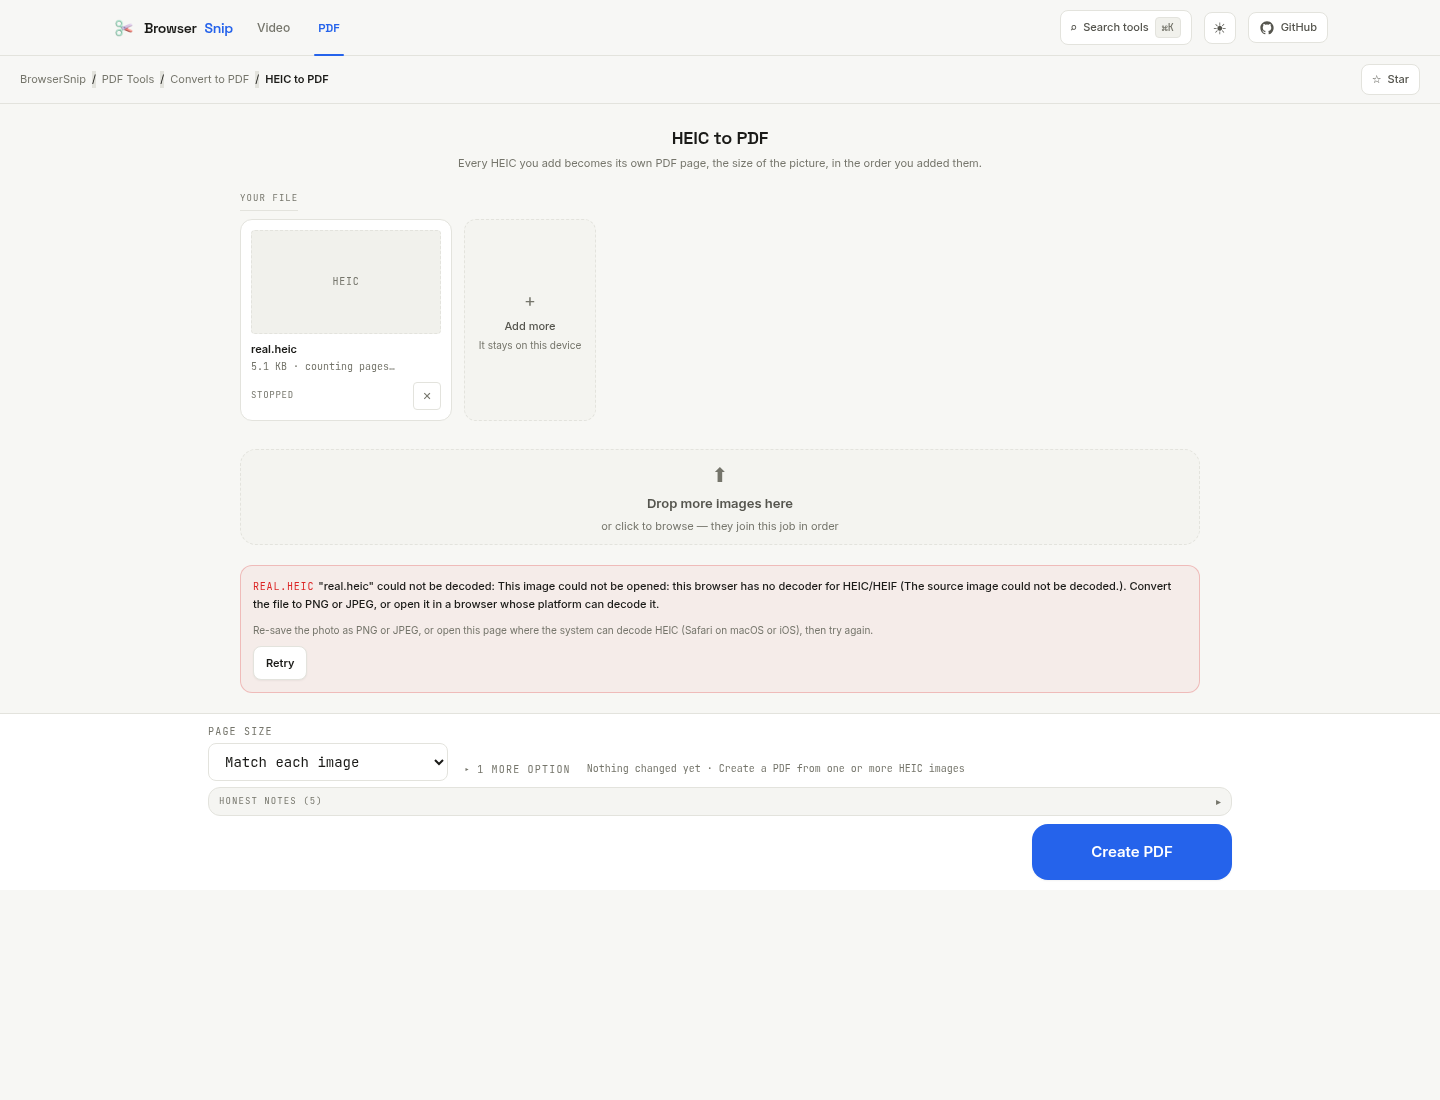 Browser Snip Video PDF Search tools ⌘K GitHub
BrowserSnip / PDF Tools / Convert to PDF / HEIC to PDF ☆ Star
HEIC to PDF
Every HEIC you add becomes its own PDF page, the size of the picture, in the order you added them.
YOUR FILE
HEIC
real.heic
5.1 KB · counting pages…
STOPPED ×
+
Add more
It stays on this device
Drop more images here
or click to browse — they join this job in order
REAL.HEIC "real.heic" could not be decoded: This image could not be opened: this browser has no decoder for HEIC/HEIF (The source image could not be decoded.). Convert
the file to PNG or JPEG, or open it in a browser whose platform can decode it.
Re-save the photo as PNG or JPEG, or open this page where the system can decode HEIC (Safari on macOS or iOS), then try again.
Retry
PAGE SIZE
Match each image
▸ 1 MORE OPTION Nothing changed yet · Create a PDF from one or more HEIC images
HONEST NOTES (5) ▸
Create PDF